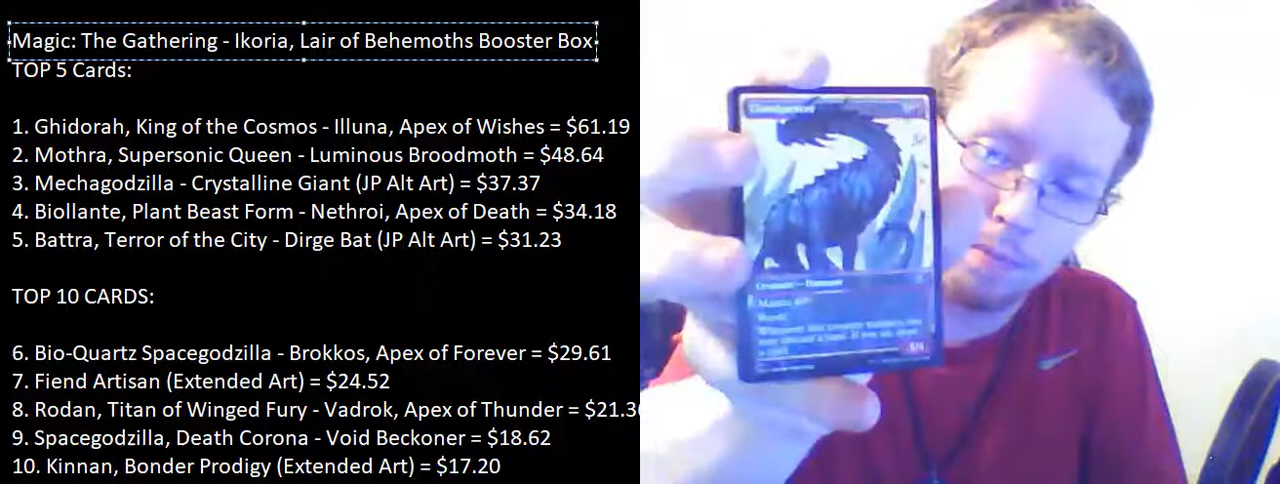 Magic: The Gathering - Ikoria, Lair of Behemoths Booster Box
TOP 5 Cards:
1. Ghidorah, King of the Cosmos - Illuna, Apex of Wishes = $61.19
2. Mothra, Supersonic Queen - Luminous Broodmoth = $48.64
3. Mechagodzilla - Crystalline Giant (JP Alt Art) = $37.37
4. Biollante, Plant Beast Form - Nethroi, Apex of Death = $34.18
5. Battra, Terror of the City - Dirge Bat (JP Alt Art) = $31.23
TOP 10 CARDS:
6. Bio-Quartz Spacegodzilla - Brokkos, Apex of Forever = $29.61
7. Fiend Artisan (Extended Art) = $24.52
8. Rodan, Titan of Winged Fury - Vadrok, Apex of Thunder = $21.3
9. Spacegodzilla, Death Corona - Void Beckoner = $18.62
10. Kinnan, Bonder Prodigy (Extended Art) = $17.20
Creature
Mutate